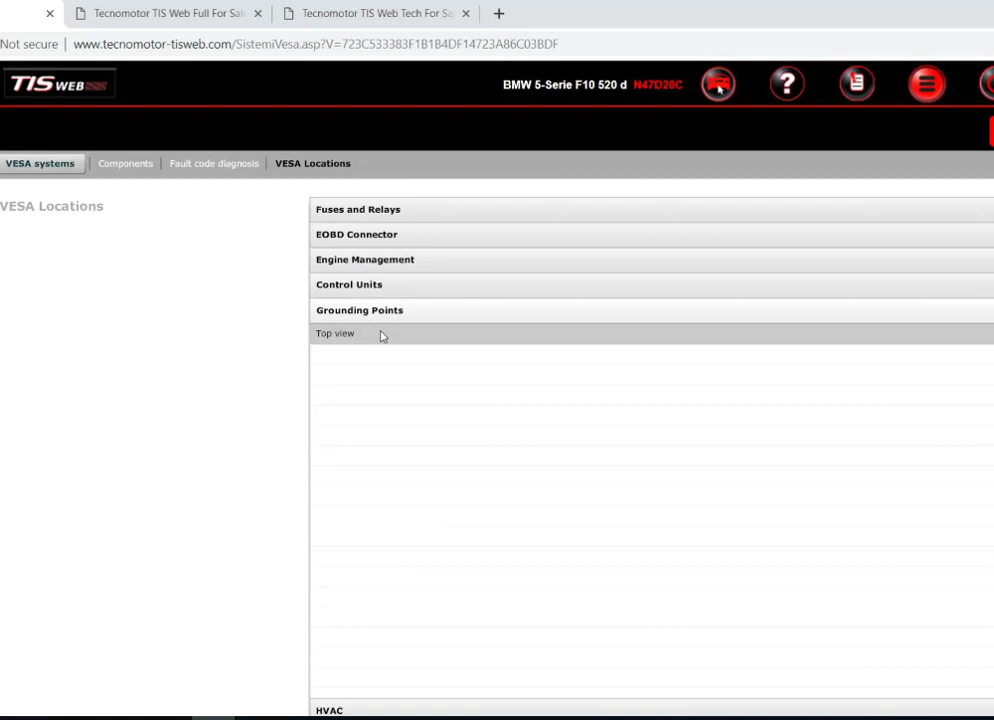 Tecnomotor TIS Web Full For Sal
Tecnomotor TIS Web Tech For Sa
Not secure | www.tecnomotor-tisweb.com/SistemiVesa.asp?V=723C533383F1B1B4DF14723A86C03BDF
TIS WEB
BMW 5-Serie F10 520 d N47D20C
?
VESA systems | Components | Fault code diagnosis | VESA Locations
VESA Locations
Fuses and Relays
EOBD Connector
Engine Management
Control Units
Grounding Points
Top view
HVAC